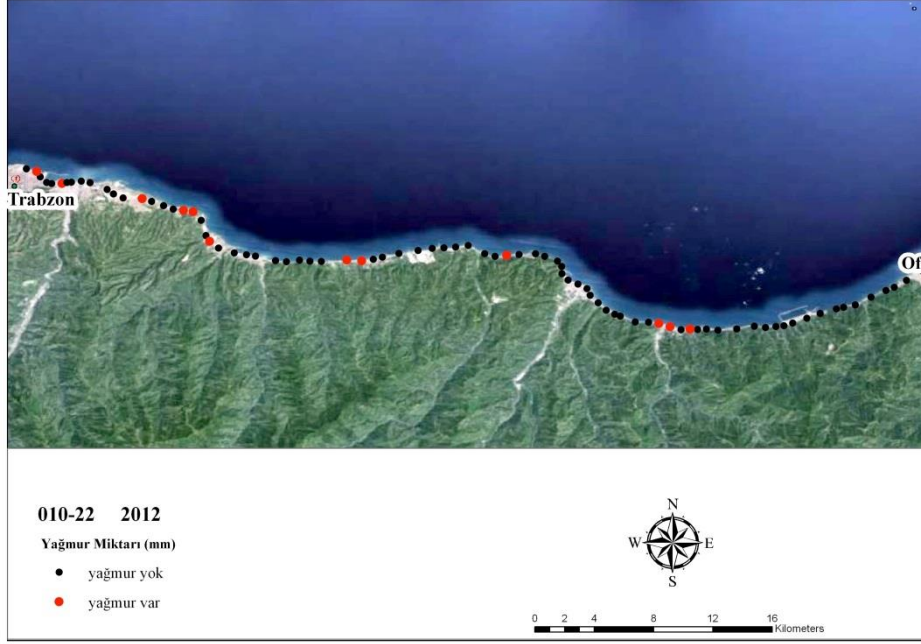 Trabzon
Of
010-22 2012
Yağmur Miktarı (mm)
yağmur yok
yağmur var
N
W E
S
0 2 4 8 12 16
Kilometers